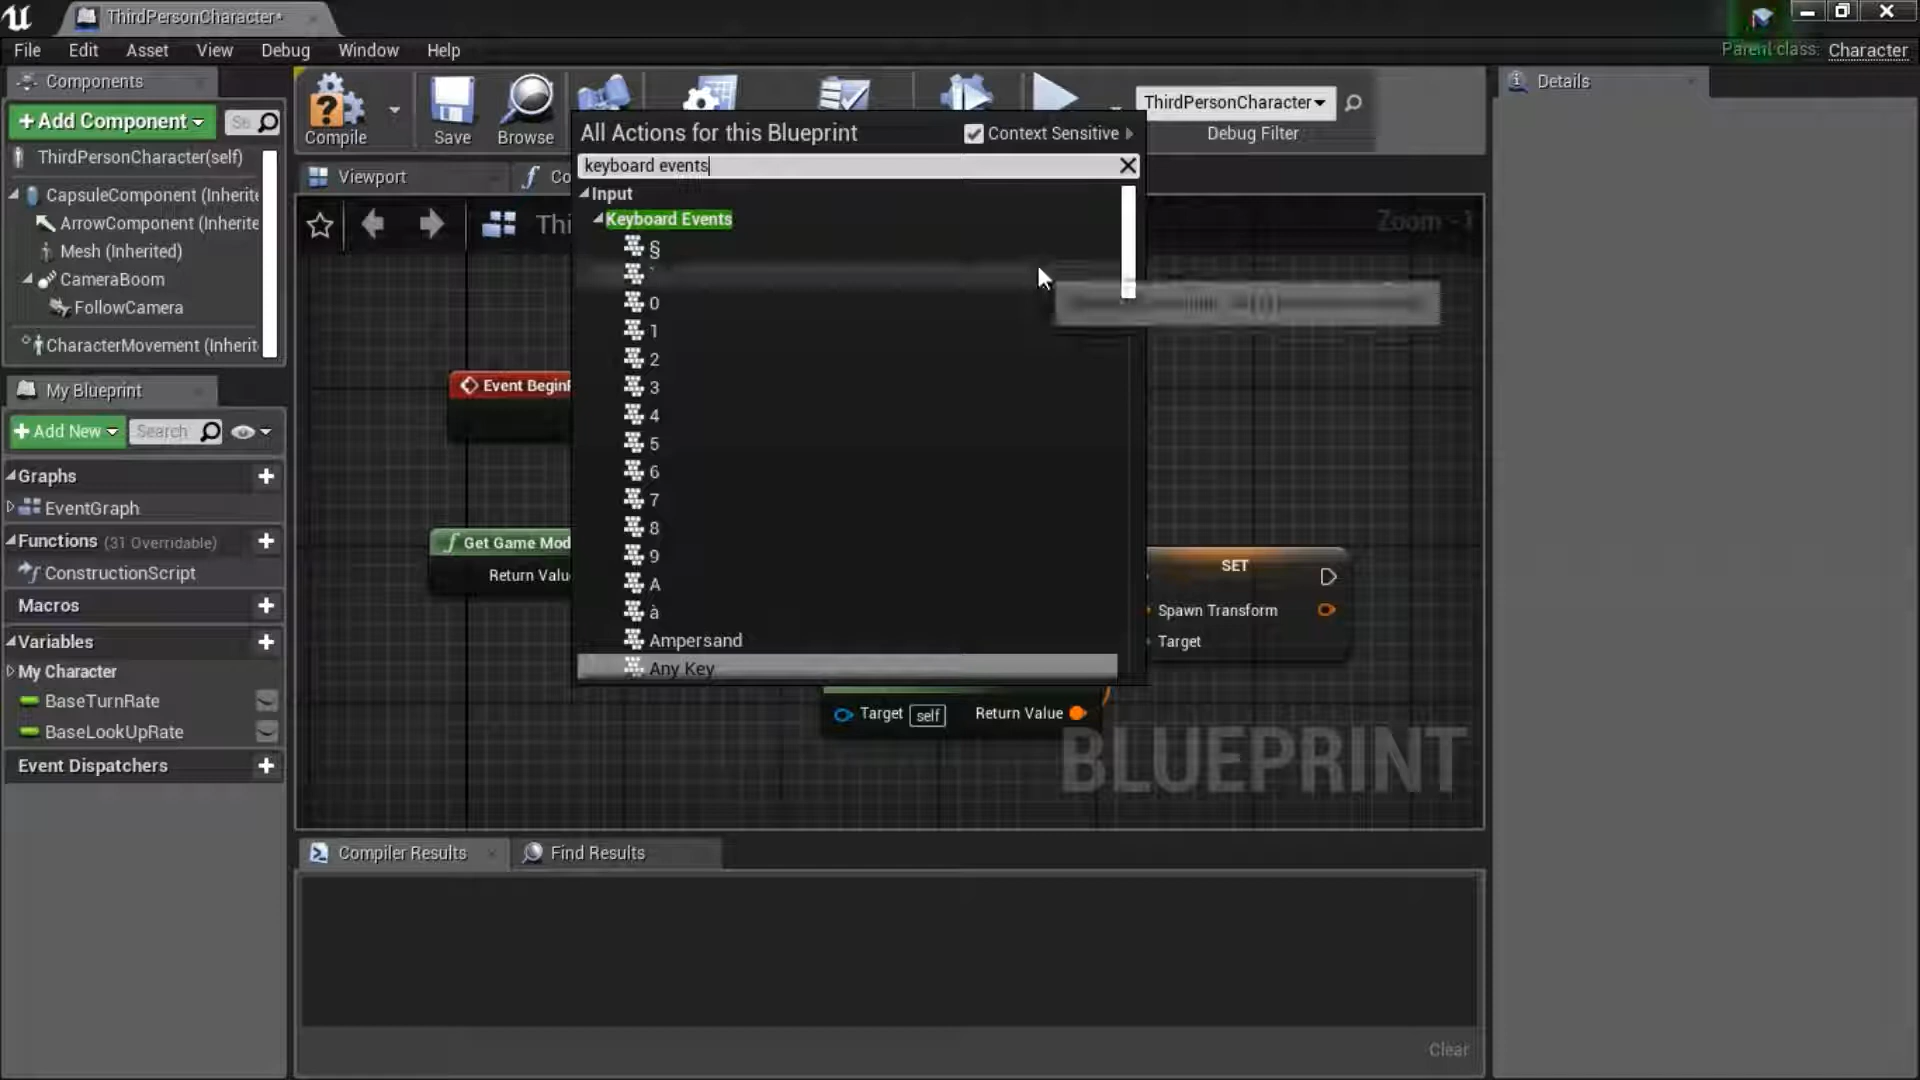 ThirdPersonCharacter*
File Edit Asset View Debug Window Help
Parent class: Character
Components
+Add Component
Se
ThirdPersonCharacter(self)
CapsuleComponent (Inherite
ArrowComponent (Inherite
Mesh (Inherited)
CameraBoom
FollowCamera
CharacterMovement (Inherit
My Blueprint
+Add New
Search
Graphs
EventGraph
Functions (31 Overridable)
ConstructionScript
Macros
Variables
My Character
BaseTurnRate
BaseLookUpRate
Event Dispatchers
Compile
Save
Browse
ThirdPersonCharacter
Debug Filter
Viewport
Co
Thi
Zoom -1
All Actions for this Blueprint
Context Sensitive
keyboard events
Input
Keyboard Events
§
`
0
1
2
3
4
5
6
7
8
9
A
à
Ampersand
Any Key
Event BeginP
Get Game Mod
Return Valu
SET
Spawn Transform
Target
Target self Return Value
BLUEPRINT
Compiler Results
Find Results
Clear
Details